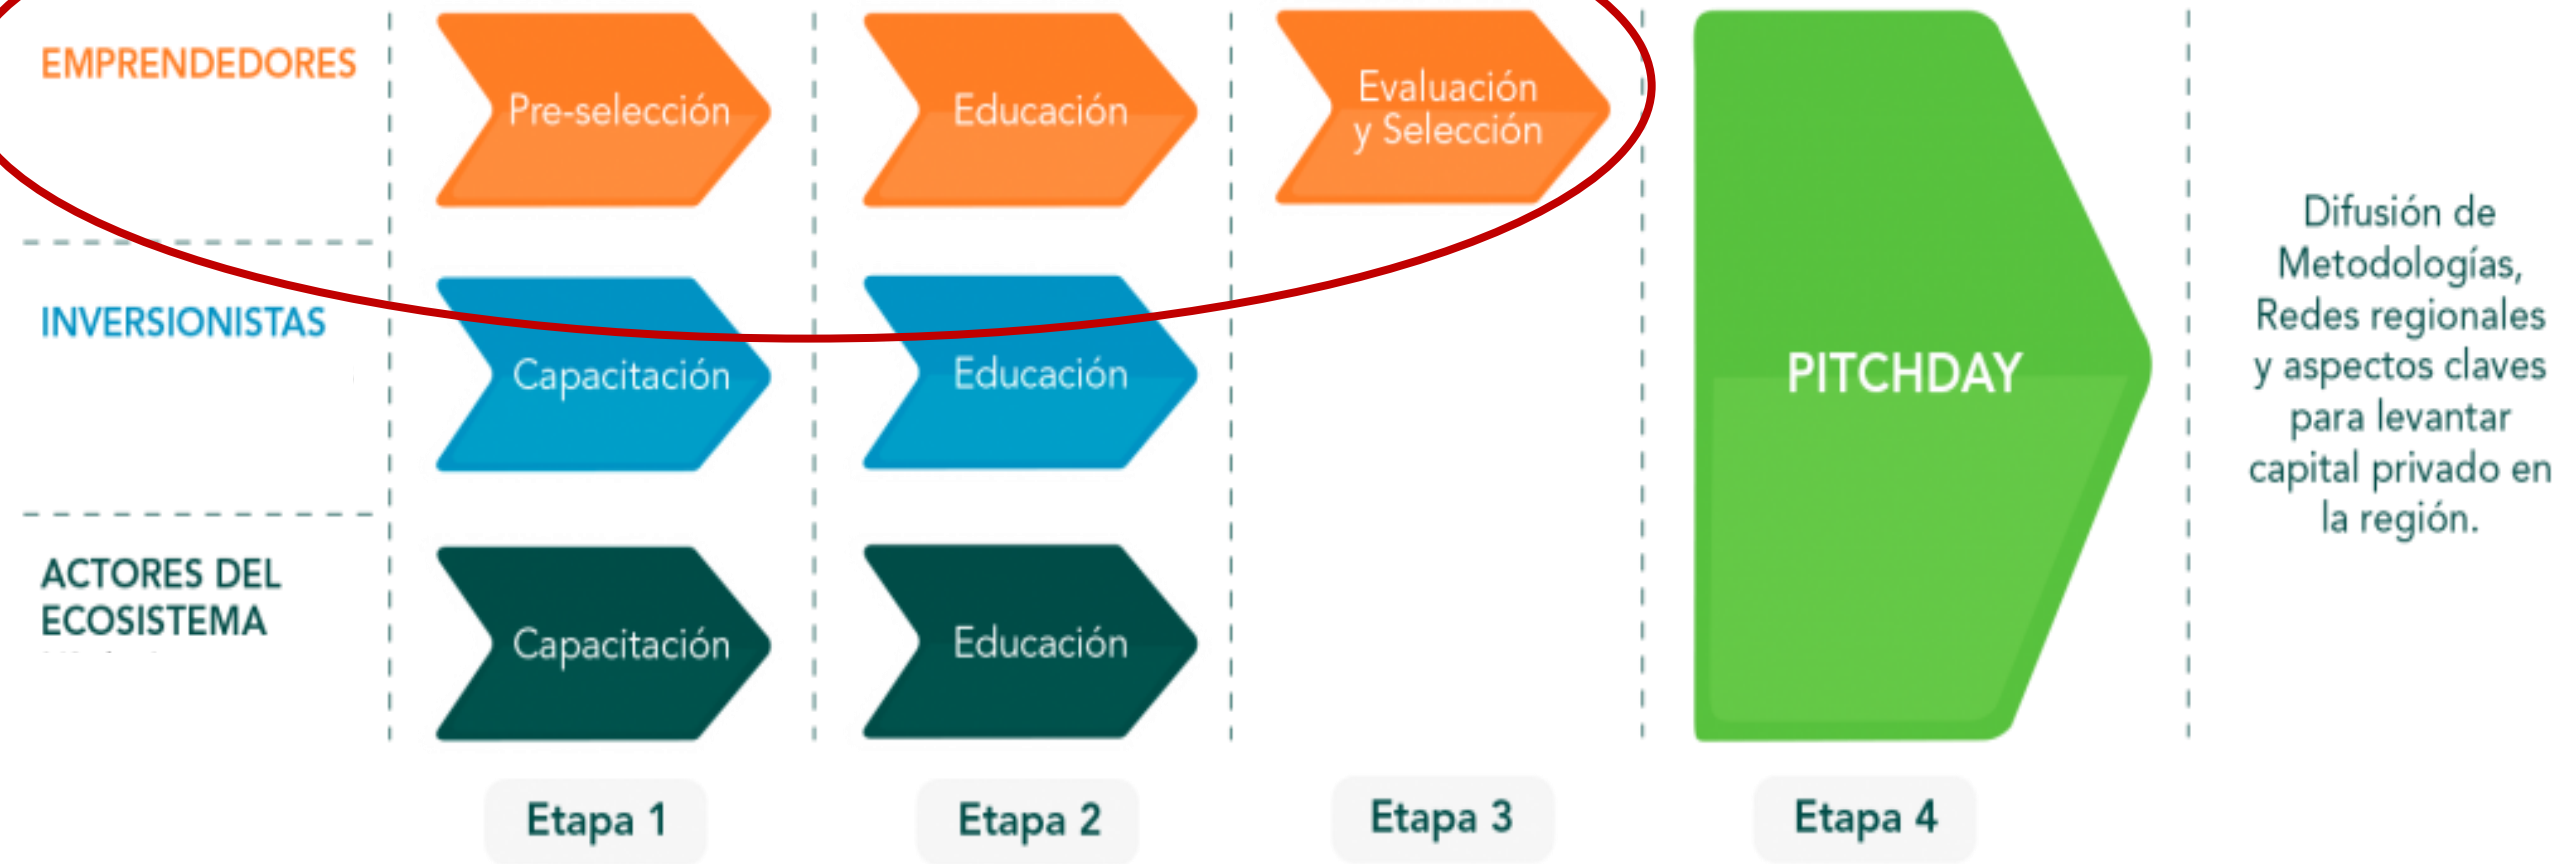 EMPRENDEDORES
Pre-selección
Educación
Evaluación
y Selección
INVERSIONISTAS
Capacitación
Educación
ACTORES DEL
ECOSISTEMA
Capacitación
Educación
PITCHDAY
Difusión de
Metodologías,
Redes regionales
y aspectos claves
para levantar
capital privado en
la región.
Etapa 1
Etapa 2
Etapa 3
Etapa 4